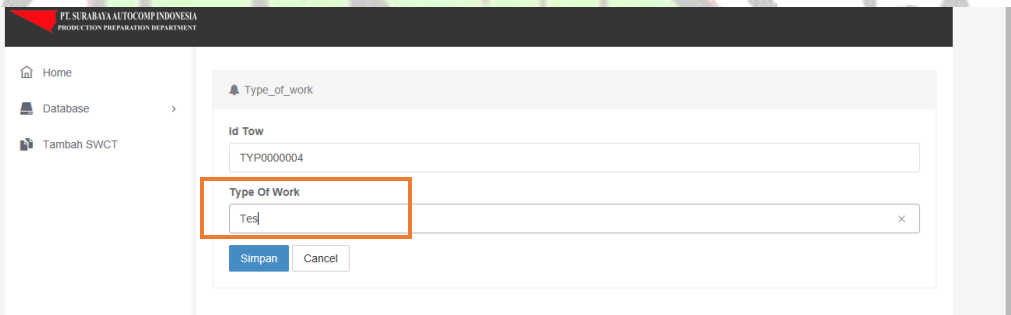 PT. SURABAYA AUTOCOMP INDONESIA
PRODUCTION PREPARATION DEPARTMENT
Home
Database
Tambah SWCT
Type_of_work
Id Tow
TYP0000004
Type Of Work
Tes
Simpan Cancel